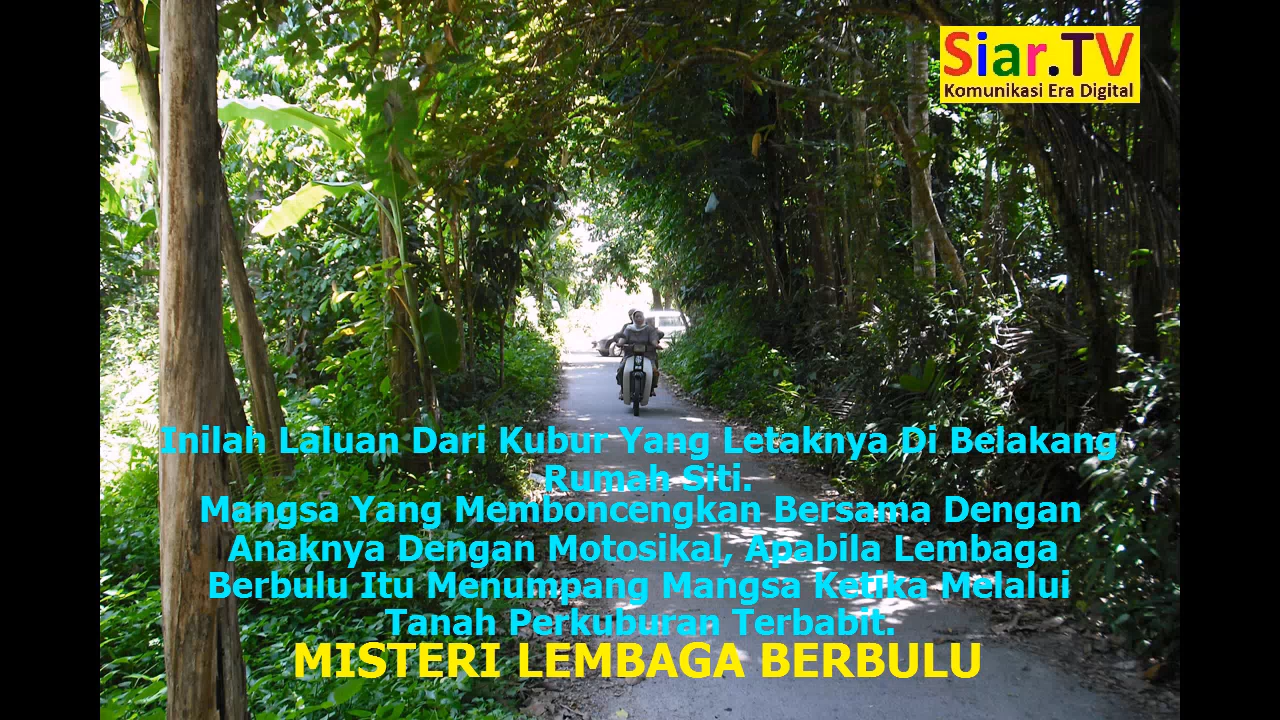 Siar.TV
Komunikasi Era Digital
Inilah Laluan Dari Kubur Yang Letaknya Di Belakang
Rumah Siti.
Mangsa Yang Memboncengkan Bersama Dengan
Anaknya Dengan Motosikal, Apabila Lembaga
Berbulu Itu Menumpang Mangsa Ketika Melalui
Tanah Perkuburan Terbabit.
MISTERI LEMBAGA BERBULU